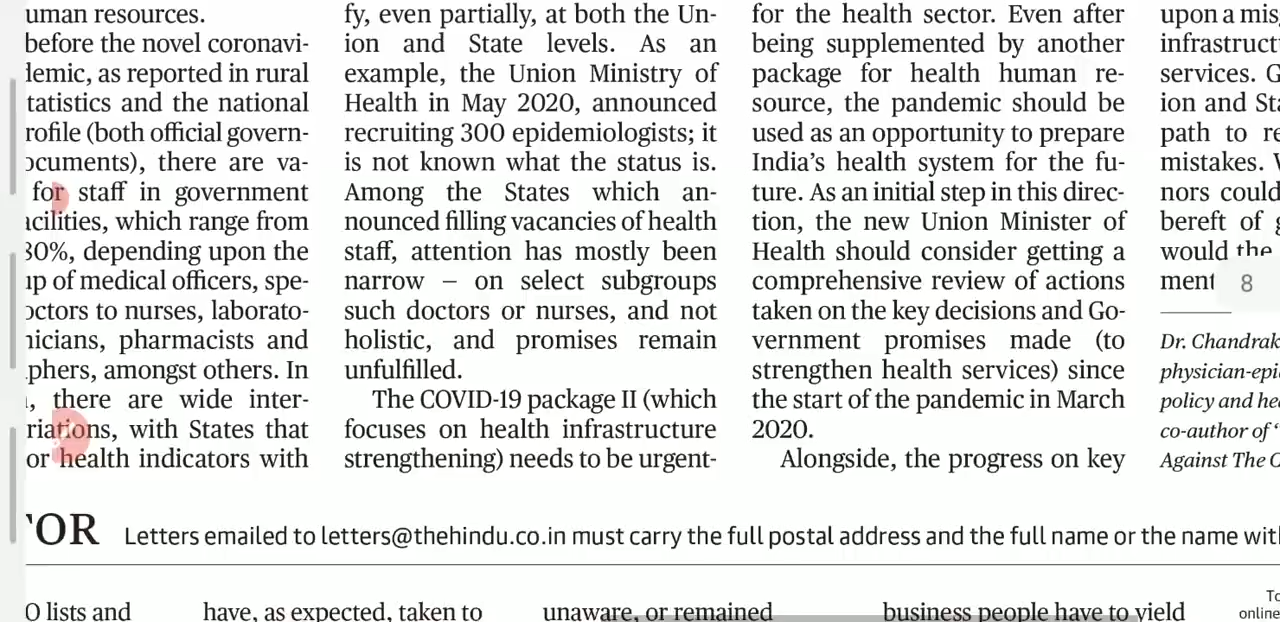 uman resources.
before the novel coronavi-
demic, as reported in rural
tatistics and the national
rofile (both official govern-
ocuments), there are va-
for staff in government
acilities, which range from
30%, depending upon the
up of medical officers, spe-
octors to nurses, laborato-
nicians, pharmacists and
phers, amongst others. In
, there are wide inter-
riations, with States that
or health indicators with
fy, even partially, at both the Un-
ion and State levels. As an
example, the Union Ministry of
Health in May 2020, announced
recruiting 300 epidemiologists; it
is not known what the status is.
Among the States which an-
nounced filling vacancies of health
staff, attention has mostly been
narrow — on select subgroups
such doctors or nurses, and not
holistic, and promises remain
unfulfilled.
The COVID-19 package II (which
focuses on health infrastructure
strengthening) needs to be urgent-
for the health sector. Even after
being supplemented by another
package for health human re-
source, the pandemic should be
used as an opportunity to prepare
India's health system for the fu-
ture. As an initial step in this direc-
tion, the new Union Minister of
Health should consider getting a
comprehensive review of actions
taken on the key decisions and Go-
vernment promises made (to
strengthen health services) since
the start of the pandemic in March
2020.
Alongside, the progress on key
upon a mis
infrastructu
services. G
ion and Sta
path to re
mistakes. W
nors could
bereft of g
would the
ment
8
Dr. Chandrak
physician-epi
policy and hea
co-author of '
Against The C
TOR Letters emailed to letters@thehindu.co.in must carry the full postal address and the full name or the name wit
O lists and
have, as expected, taken to
unaware, or remained
business people have to yield
To
online